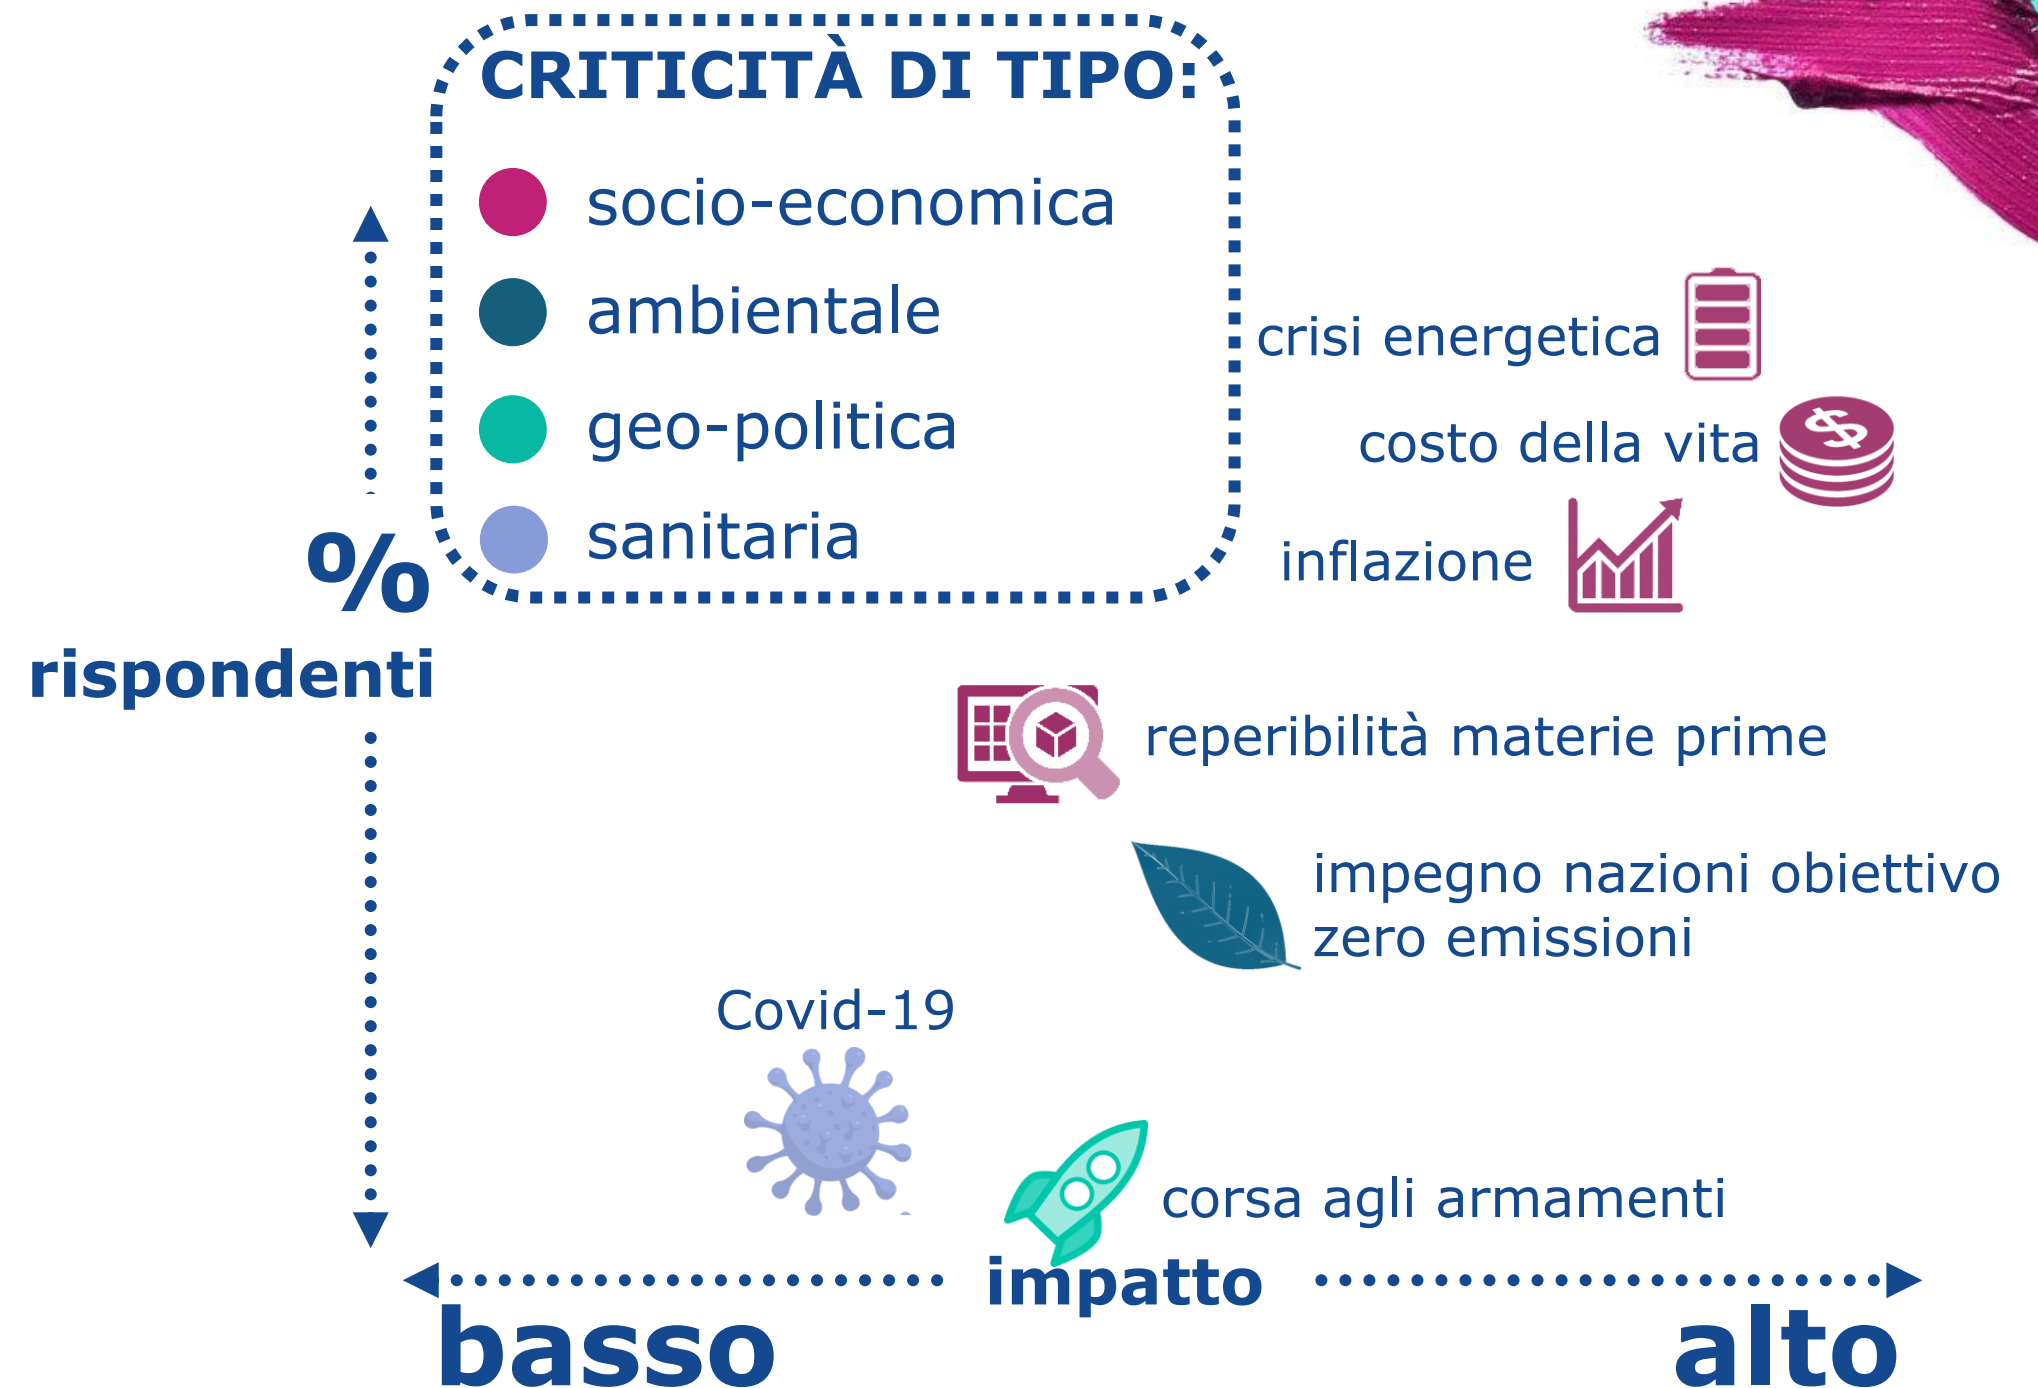 CRITICITÀ DI TIPO:
socio-economica
ambientale
geo-politica
sanitaria
%
rispondenti
crisi energetica
costo della vita
$
inflazione
reperibilità materie prime
impegno nazioni obiettivo
zero emissioni
Covid-19
corsa agli armamenti
impatto
basso
alto